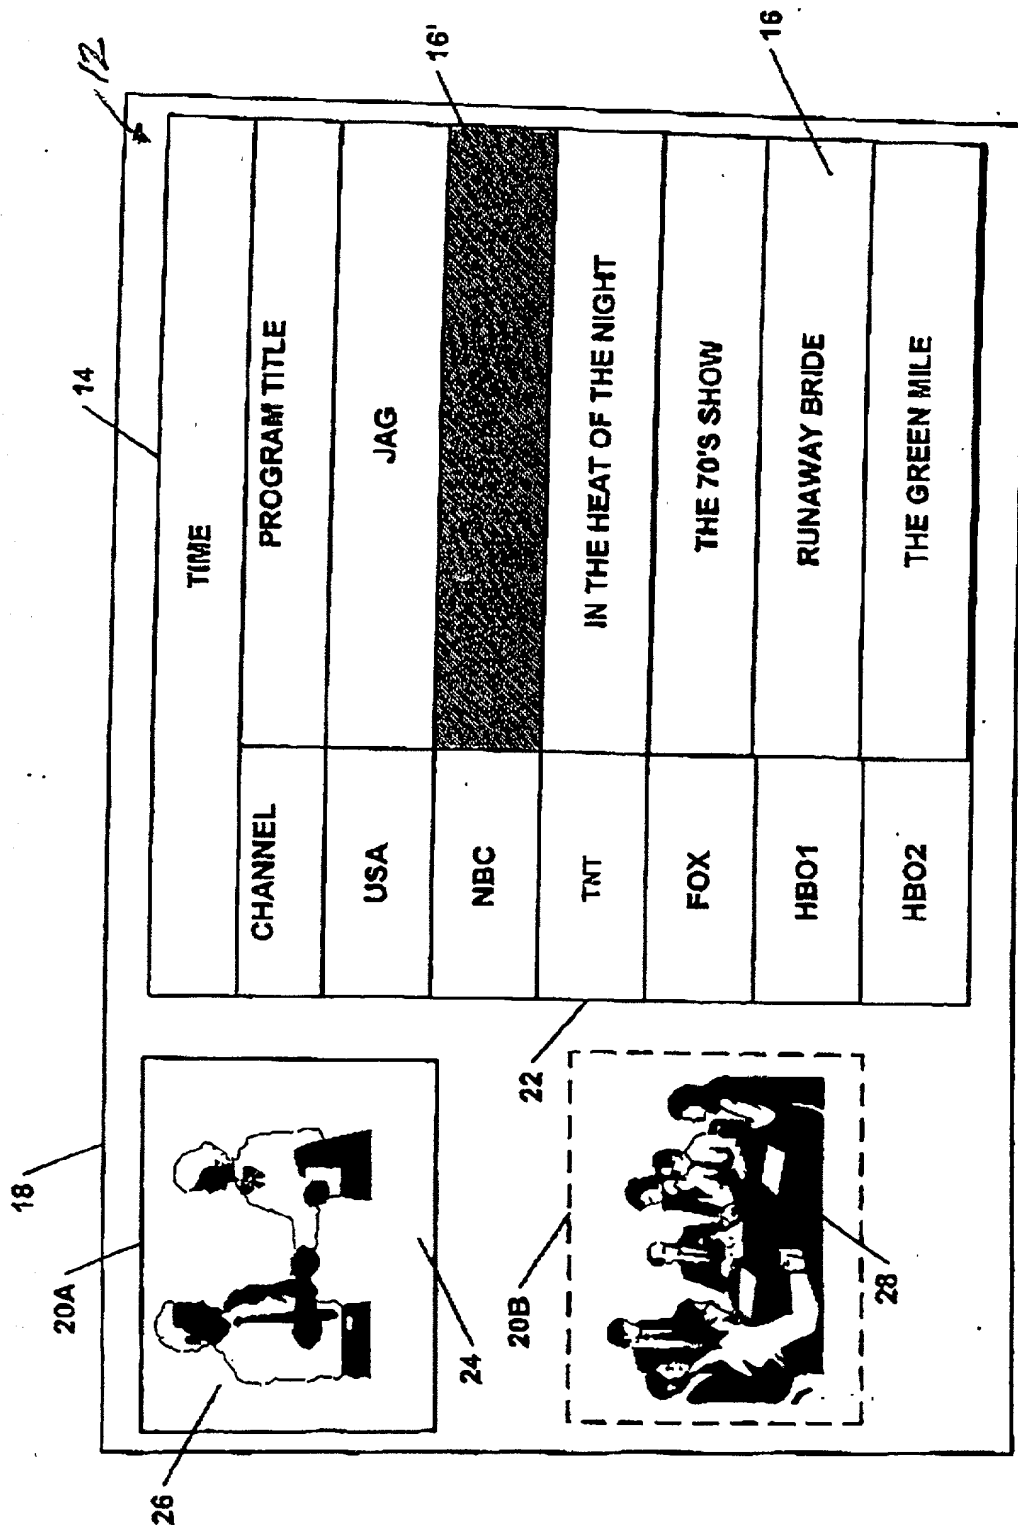 12
18
14
20A
26
24
20B
28
22
16'
16
TIME
CHANNEL PROGRAM TITLE
USA JAG
NBC
TNT IN THE HEAT OF THE NIGHT
FOX THE 70'S SHOW
HBO1 RUNAWAY BRIDE
HBO2 THE GREEN MILE